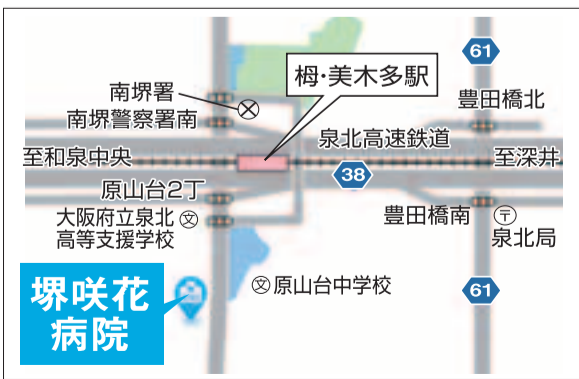 61
栂・美木多駅
南堺署
南堺警察署南
豊田橋北
泉北高速鉄道
至和泉中央
至深井
38
原山台2丁
大阪府立泉北
高等支援学校
文
豊田橋南
〒
泉北局
文原山台中学校
堺咲花
病院
61